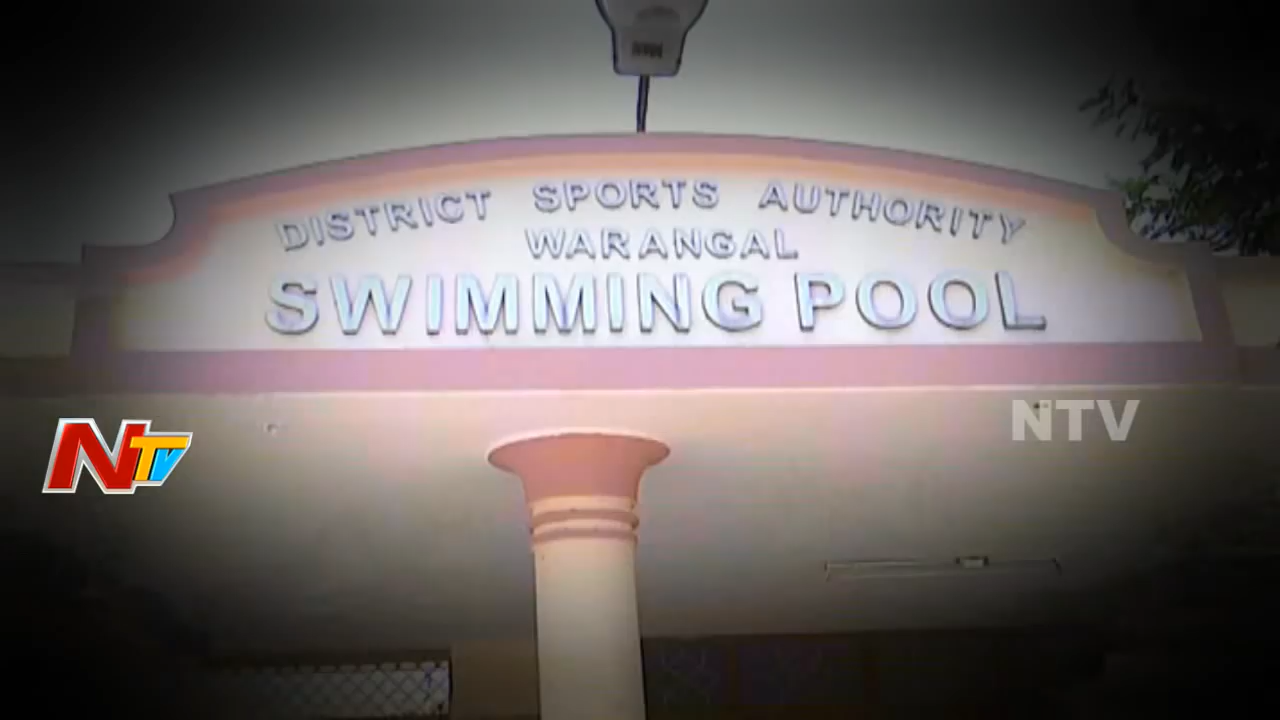 DISTRICT SPORTS AUTHORITY
WARANGAL
SWIMMING POOL
NTV
NTV